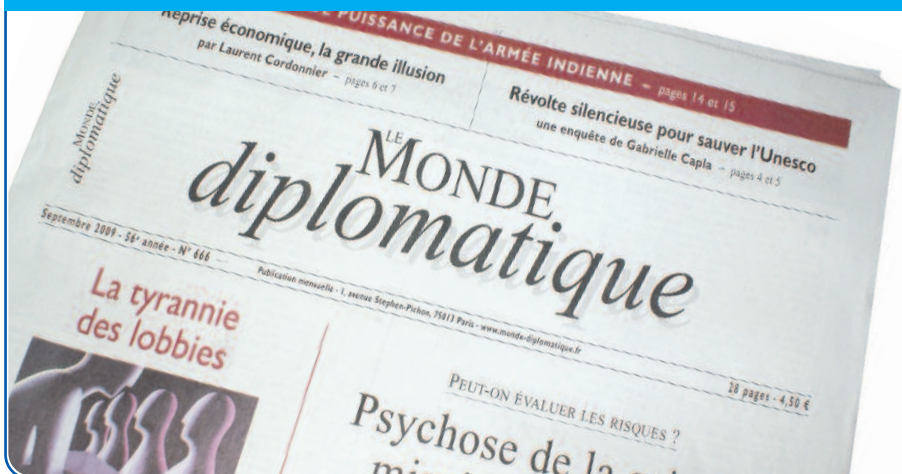 PUISSANCE DE L'ARMÉE INDIENNE – pages 14 et 15
Reprise économique, la grande illusion
par Laurent Cordonnier – pages 6 et 7
Révolte silencieuse pour sauver l'Unesco
une enquête de Gabrielle Capla – pages 4 et 5
LE MONDE
diplomatique
LE MONDE
diplomatique
Septembre 2009 - 56e année - N° 666
Publication mensuelle - 1, avenue Stephen-Pichon, 75013 Paris - www.monde-diplomatique.fr
28 pages - 4,50 €
La tyrannie
des lobbies
PEUT-ON ÉVALUER LES RISQUES ?
Psychose de la